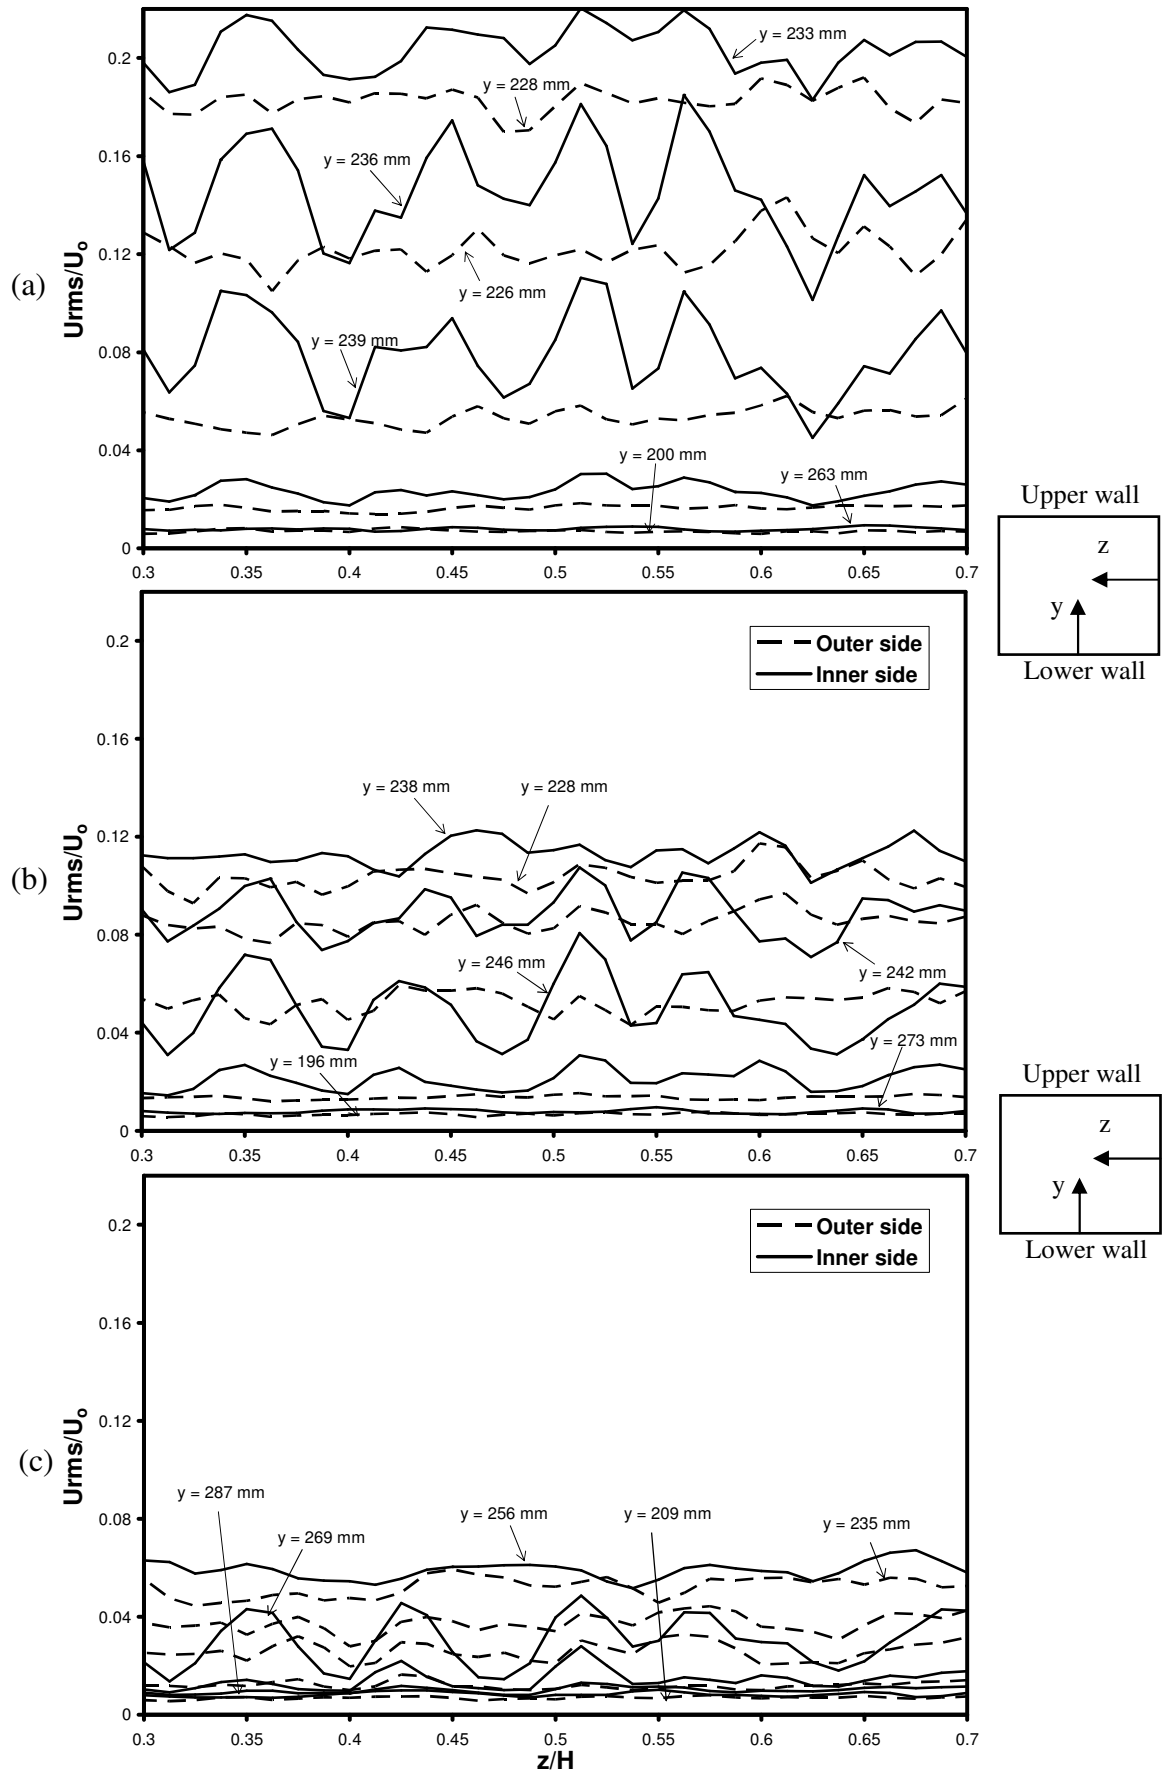 (a)
Urms/Uo
0.2
0.16
0.12
0.08
0.04
0
y = 233 mm
y = 228 mm
y = 236 mm
y = 226 mm
y = 239 mm
y = 200 mm
y = 263 mm
0.3 0.35 0.4 0.45 0.5 0.55 0.6 0.65 0.7
Upper wall
z
y
Lower wall
(b)
Urms/Uo
0.2
0.16
0.12
0.08
0.04
0
Outer side
Inner side
y = 238 mm
y = 228 mm
y = 246 mm
y = 242 mm
y = 196 mm
y = 273 mm
0.3 0.35 0.4 0.45 0.5 0.55 0.6 0.65 0.7
Upper wall
z
y
Lower wall
(c)
Urms/Uo
0.2
0.16
0.12
0.08
0.04
0
Outer side
Inner side
y = 287 mm
y = 269 mm
y = 256 mm
y = 209 mm
y = 235 mm
0.3 0.35 0.4 0.45 0.5 0.55 0.6 0.65 0.7
z/H